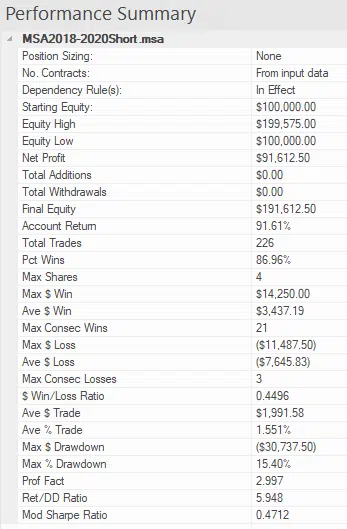 Performance Summary
MSA2018-2020Short.msa
Position Sizing: None
No. Contracts: From input data
Dependency Rule(s): In Effect
Starting Equity: $100,000.00
Equity High $199,575.00
Equity Low $100,000.00
Net Profit $91,612.50
Total Additions $0.00
Total Withdrawals $0.00
Final Equity $191,612.50
Account Return 91.61%
Total Trades 226
Pct Wins 86.96%
Max Shares 4
Max $ Win $14,250.00
Ave $ Win $3,437.19
Max Consec Wins 21
Max $ Loss ($11,487.50)
Ave $ Loss ($7,645.83)
Max Consec Losses 3
$ Win/Loss Ratio 0.4496
Ave $ Trade $1,991.58
Ave % Trade 1.551%
Max $ Drawdown ($30,737.50)
Max % Drawdown 15.40%
Prof Fact 2.997
Ret/DD Ratio 5.948
Mod Sharpe Ratio 0.4712